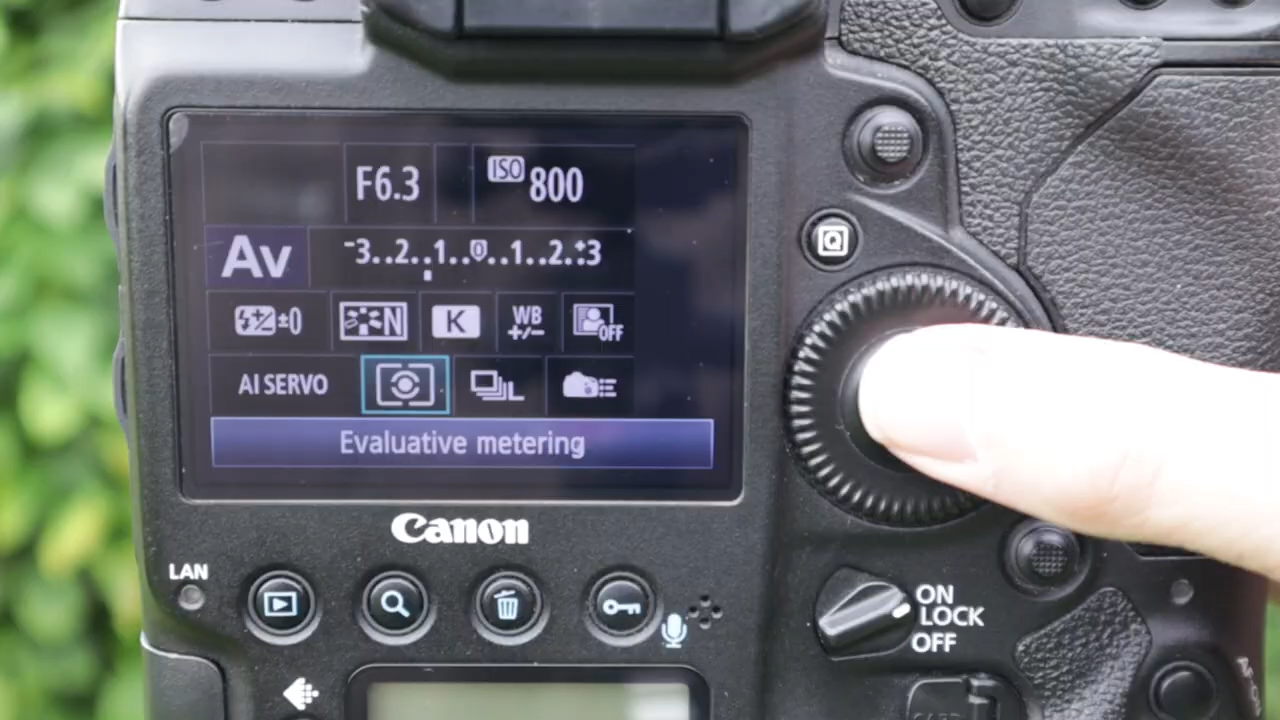 F6.3 ISO 800
Av -3..2..1..0..1..2.:+3
±0 N K WB +/- OFF
AI SERVO L
Evaluative metering
Canon
LAN
Q
ON
LOCK
OFF